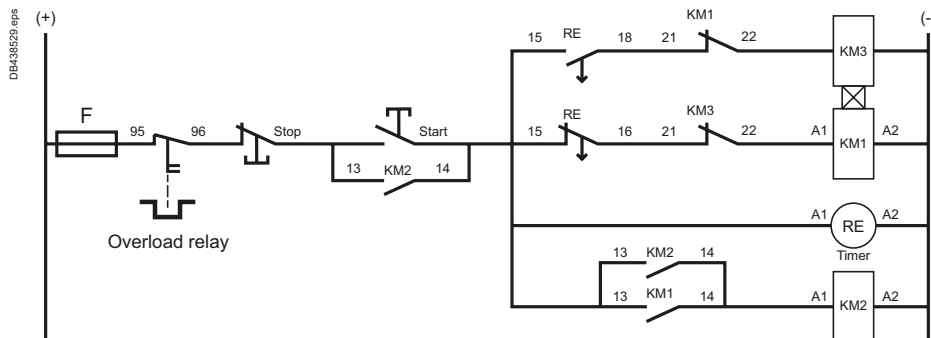 DB438529.eps
(+)
(-
KM1
15
RE
18
21
22
KM3
F
95
96
Stop
Start
15
RE
16
21
KM3
22
A1
KM1
A2
13
KM2
14
Overload relay
A1
RE
A2
Timer
13
KM2
14
13
KM1
14
A1
KM2
A2